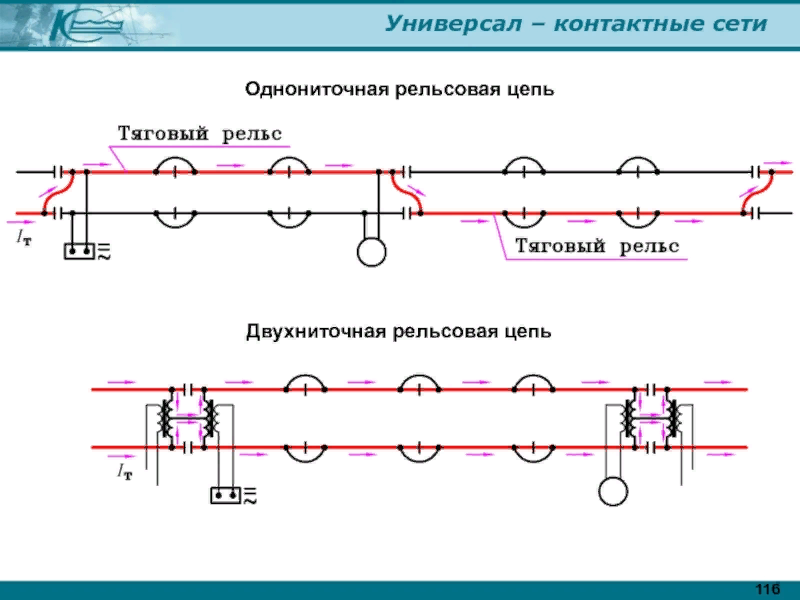 Универсал – контактные сети
Однониточная рельсовая цепь
Тяговый рельс
Iт
Тяговый рельс
Двухниточная рельсовая цепь
Iт
116